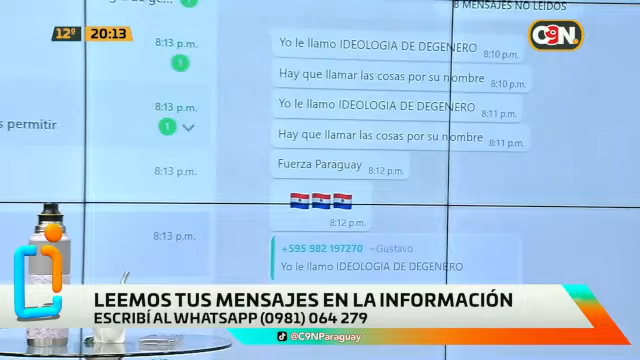 8 MENSAJES NO LEÍDOS
12° 20:13
C9N
8:13 p.m.
1
Yo le llamo IDEOLOGIA DE DEGENERO
8:10 p.m.
Hay que llamar las cosas por su nombre
8:10 p.m.
8:13 p.m.
1
s permitir
Yo le llamo IDEOLOGIA DE DEGENERO
8:11 p.m.
Hay que llamar las cosas por su nombre
8:11 p.m.
8:13 p.m.
Fuerza Paraguay
8:12 p.m.
🇵🇾🇵🇾🇵🇾
8:12 p.m.
8:13 p.m.
+595 982 197270 ~Gustavo
Yo le llamo IDEOLOGIA DE DEGENERO
LEEMOS TUS MENSAJES EN LA INFORMACIÓN
ESCRIBÍ AL WHATSAPP (0981) 064 279
@C9NParaguay